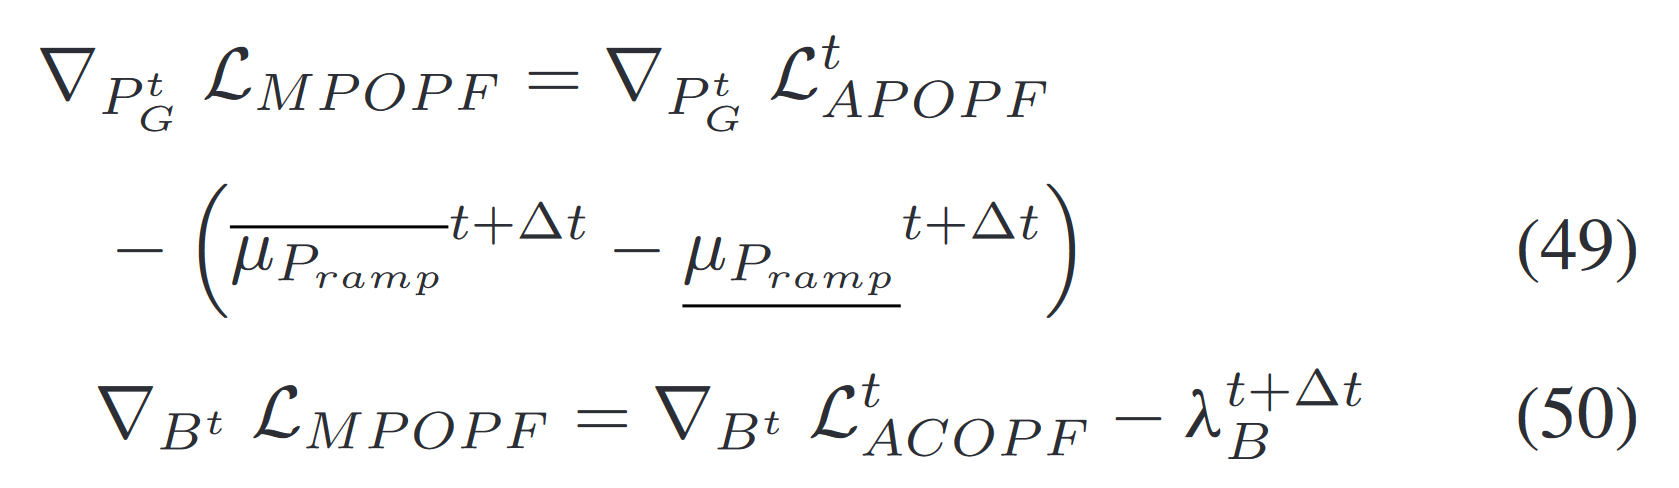 ∇_{P_G^t} ℒ_{MPOPF} = ∇_{P_G^t} ℒ^t_{APOPF}
− ( \overline{μ_{P_{ramp}}}^{t+Δt} − \underline{μ_{P_{ramp}}}^{t+Δt} ) (49)
∇_{B^t} ℒ_{MPOPF} = ∇_{B^t} ℒ^t_{ACOPF} − λ_B^{t+Δt} (50)